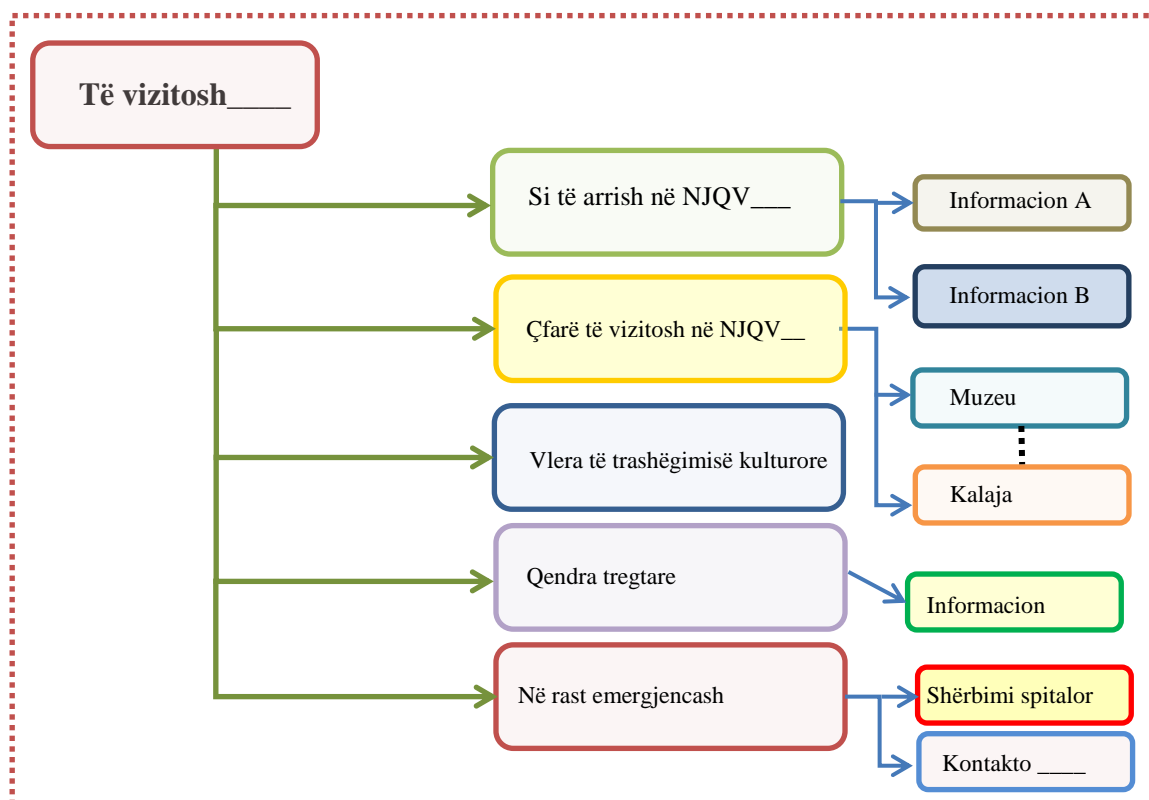 Të vizitosh____
Si të arrish në NJQV___
Informacion A
Informacion B
Çfarë të vizitosh në NJQV__
Muzeu
Kalaja
Vlera të trashëgimisë kulturore
Qendra tregtare
Informacion
Në rast emergjencash
Shërbimi spitalor
Kontakto ____